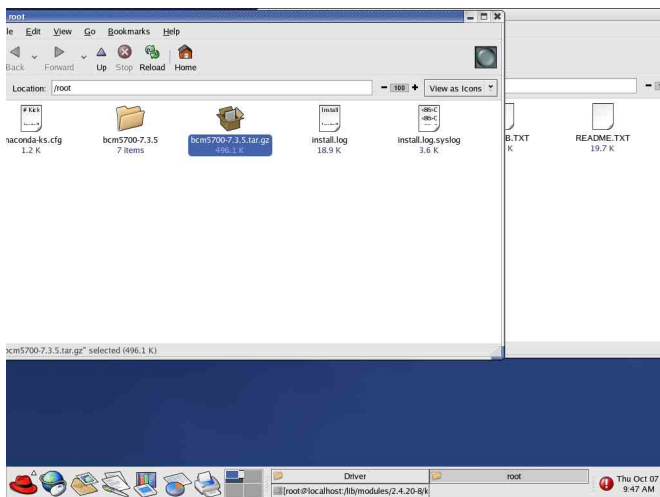 root
le Edit View Go Bookmarks Help
Back Forward Up Stop Reload Home
Location: /root 100 View as Icons
# Kick
Install
naconda-ks.cfg
1.2 K
bcm5700-7.3.5
7 items
bcm5700-7.3.5.tar.gz
496.1 K
install.log
18.9 K
install.log.syslog
3.6 K
B.TXT
K
README.TXT
19.7 K
bcm5700-7.3.5.tar.gz" selected (496.1 K)
Driver
root
[root@localhost:/lib/modules/2.4.20-8/k
Thu Oct 07
9:47 AM